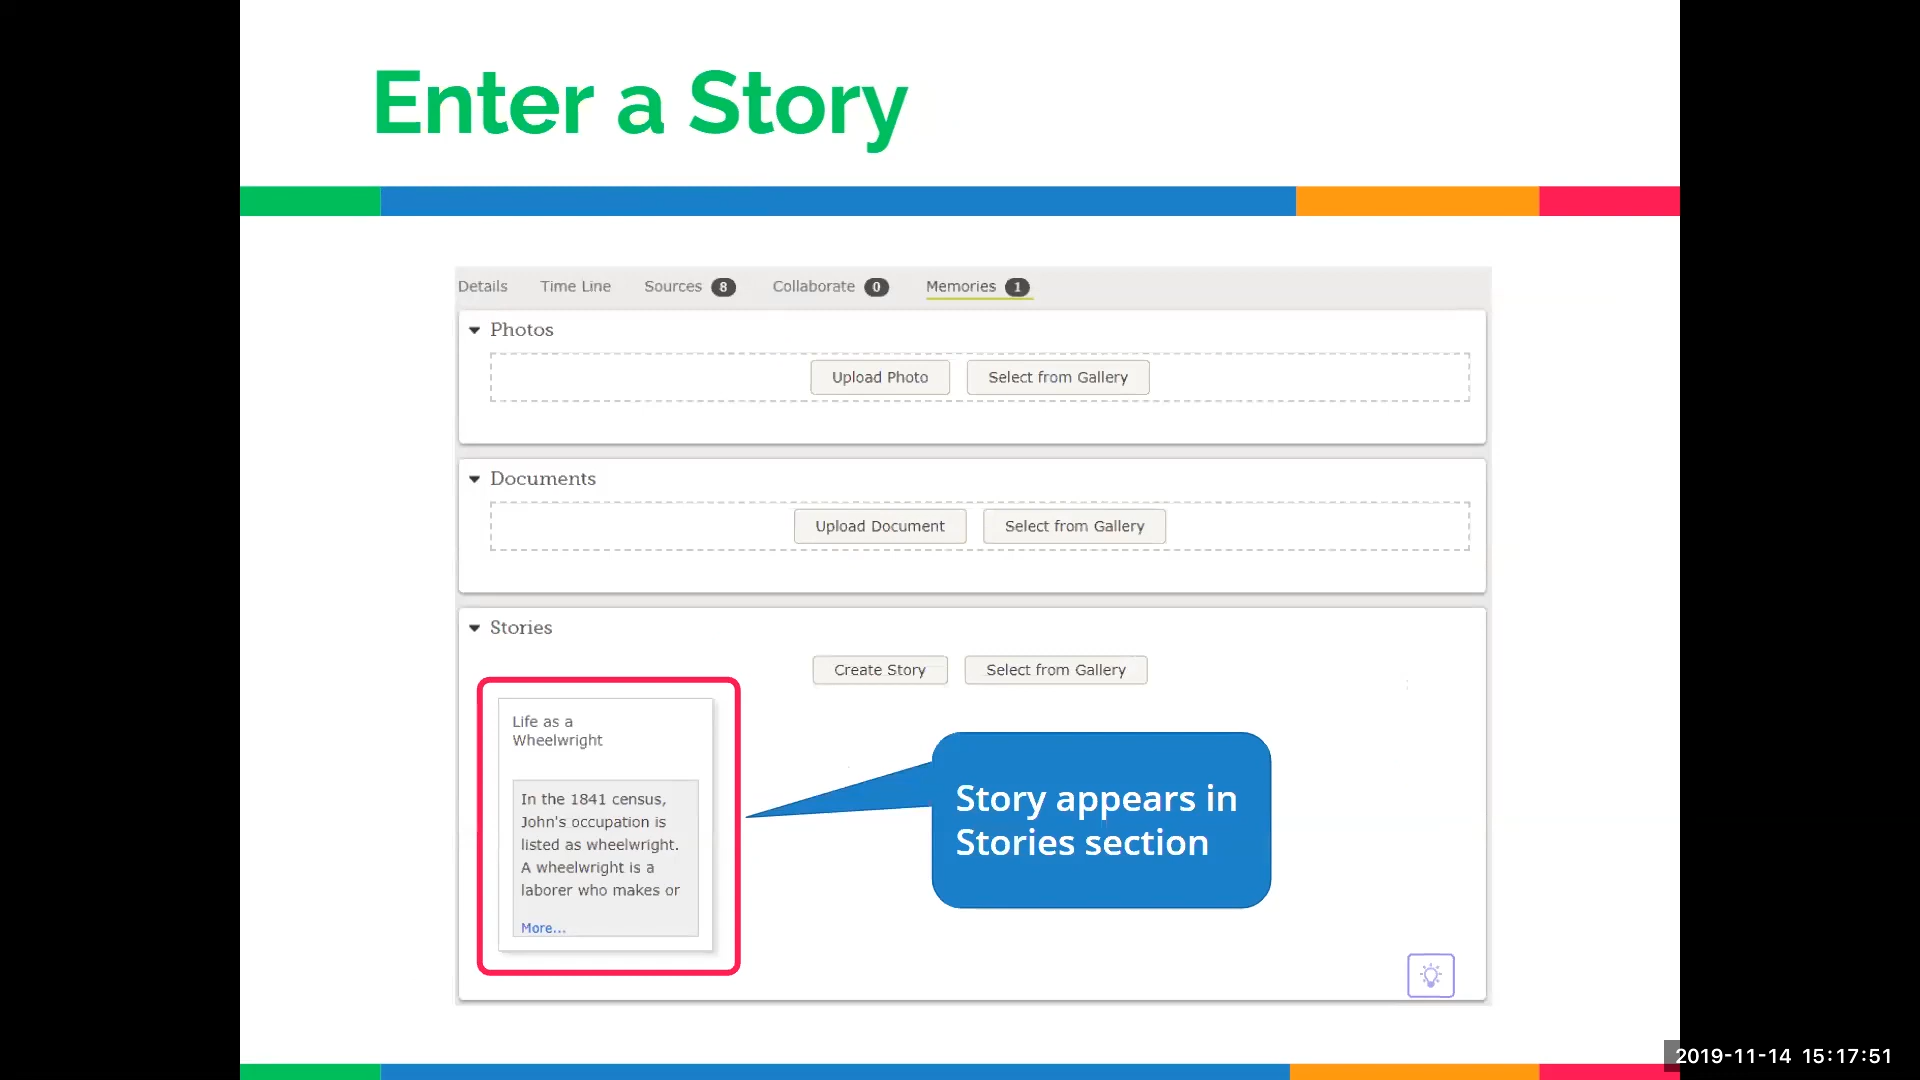 Enter a Story
Details Time Line Sources 8 Collaborate 0 Memories 1
Photos
Upload Photo Select from Gallery
Documents
Upload Document Select from Gallery
Stories
Create Story Select from Gallery
Life as a
Wheelwright
In the 1841 census,
John's occupation is
listed as wheelwright.
A wheelwright is a
laborer who makes or
More...
Story appears in
Stories section
2019-11-14 15:17:51